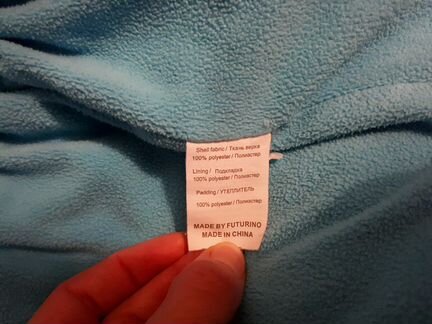 Shell fabric / Ткань верха
100% polyester / Полиэстер
Lining / Подкладка
100% polyester / Полиэстер
Padding / УТЕПЛИТЕЛЬ
100% polyester / Полиэстер
MADE BY FUTURINO
MADE IN CHINA